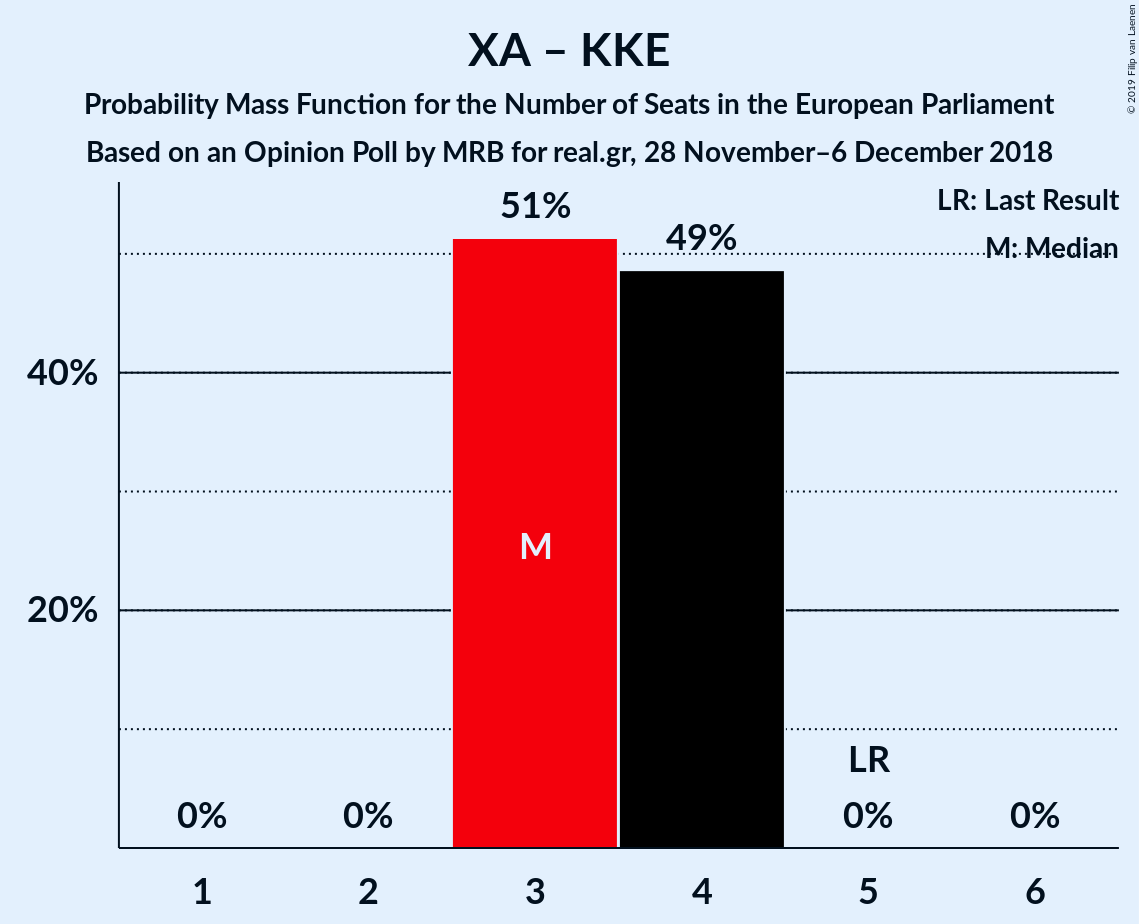 XA – KKE
Probability Mass Function for the Number of Seats in the European Parliament
Based on an Opinion Poll by MRB for real.gr, 28 November–6 December 2018
© 2019 Filip van Laenen
LR: Last Result
M: Median
51%
49%
40%
20%
M
LR
0%
0%
0%
0%
1
2
3
4
5
6